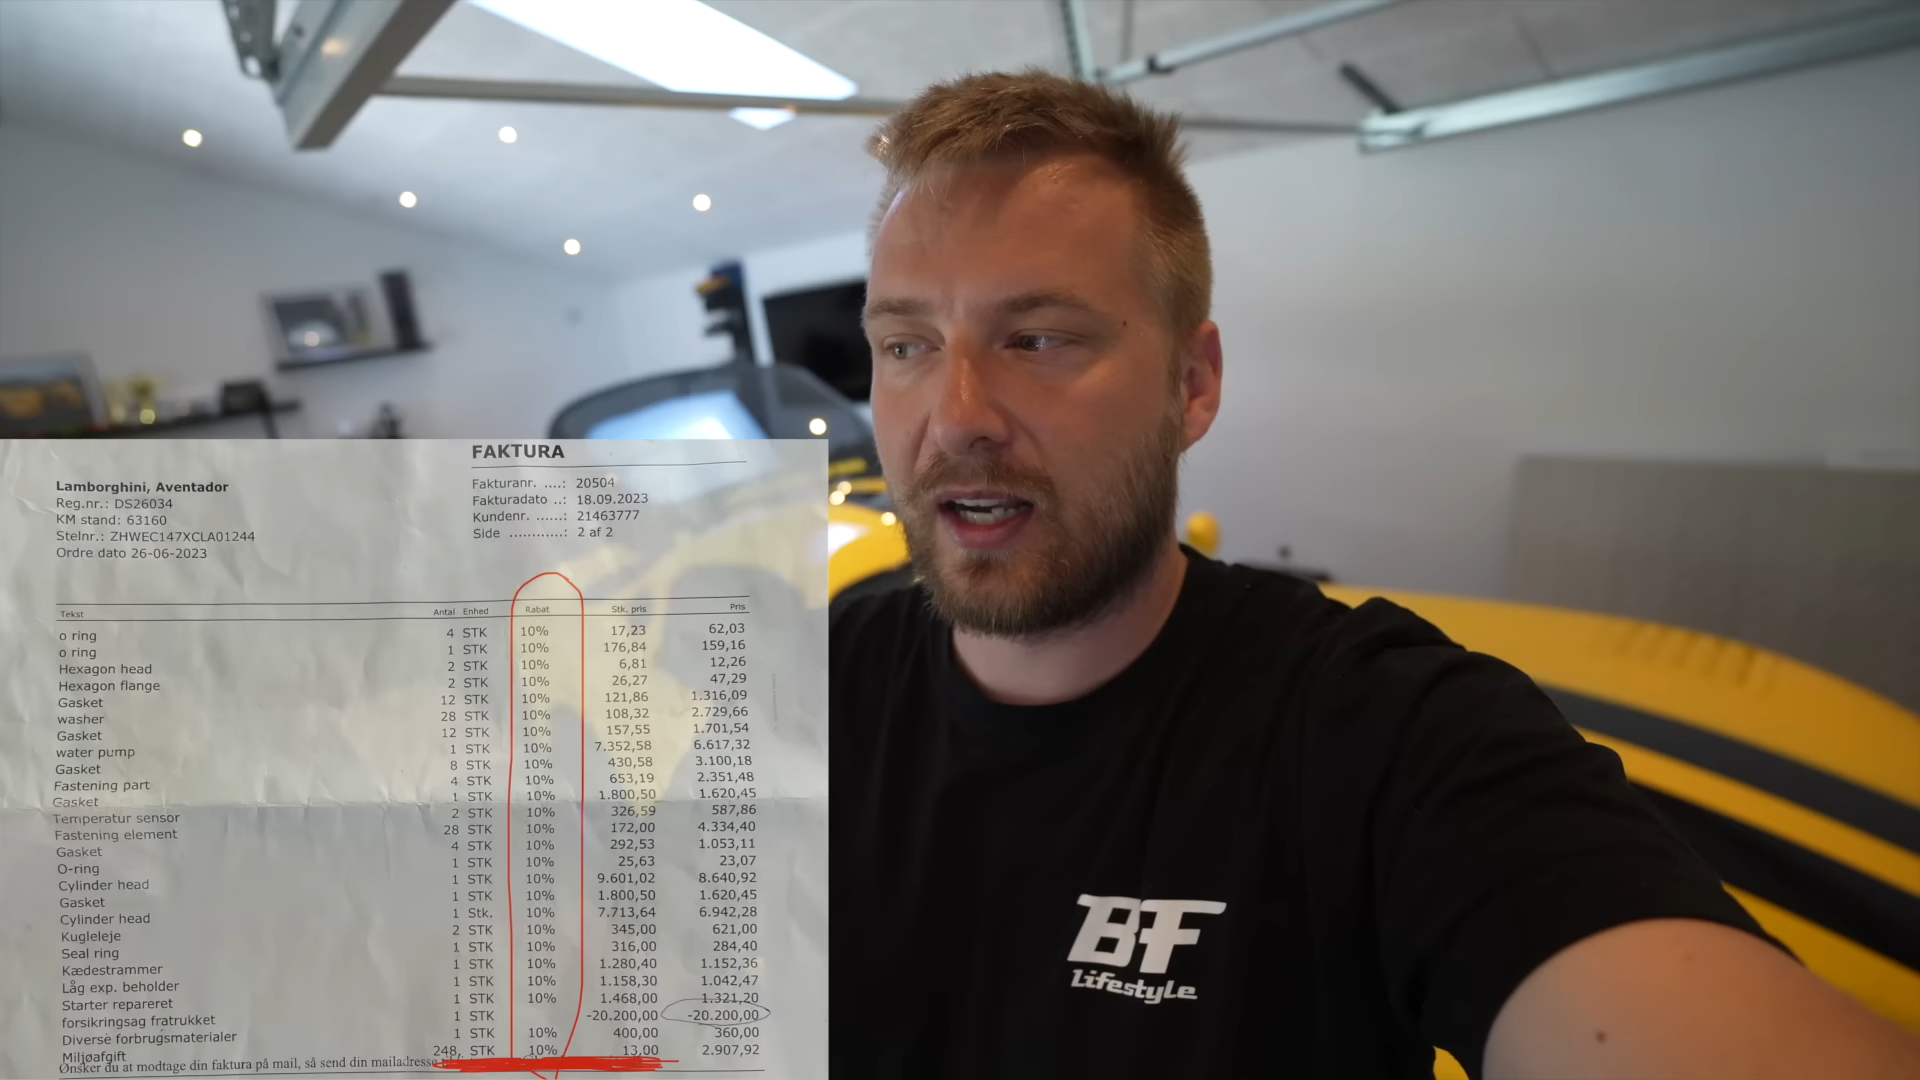 FAKTURA
Lamborghini, Aventador
Reg.nr.: DS26034
KM stand: 63160
Stelnr.: ZHWEC147XCLA01244
Ordre dato 26-06-2023
Fakturanr. ....: 20504
Fakturadato ..: 18.09.2023
Kundenr. ......: 21463777
Side ............: 2 af 2
Tekst Antal Enhed Rabat Stk. pris Pris
o ring 4 STK 10% 17,23 62,03
o ring 1 STK 10% 176,84 159,16
Hexagon head 2 STK 10% 6,81 12,26
Hexagon flange 2 STK 10% 26,27 47,29
Gasket 12 STK 10% 121,86 1.316,09
washer 28 STK 10% 108,32 2.729,66
Gasket 12 STK 10% 157,55 1.701,54
water pump 1 STK 10% 7.352,58 6.617,32
Gasket 8 STK 10% 430,58 3.100,18
Fastening part 4 STK 10% 653,19 2.351,48
Gasket 1 STK 10% 1.800,50 1.620,45
Temperatur sensor 2 STK 10% 326,59 587,86
Fastening element 28 STK 10% 172,00 4.334,40
Gasket 4 STK 10% 292,53 1.053,11
O-ring 1 STK 10% 25,63 23,07
Cylinder head 1 STK 10% 9.601,02 8.640,92
Gasket 1 STK 10% 1.800,50 1.620,45
Cylinder head 1 Stk. 10% 7.713,64 6.942,28
Kugleleje 2 STK 10% 345,00 621,00
Seal ring 1 STK 10% 316,00 284,40
Kædestrammer 1 STK 10% 1.280,40 1.152,36
Låg exp. beholder 1 STK 10% 1.158,30 1.042,47
Starter repareret 1 STK 10% 1.468,00 1.321,20
forsikringsag fratrukket 1 STK -20.200,00 -20.200,00
Diverse forbrugsmaterialer 1 STK 10% 400,00 360,00
Miljøafgift 248, STK 10% 13,00 2.907,92
Ønsker du at modtage din faktura på mail, så send din mailadresse
BF
Lifestyle